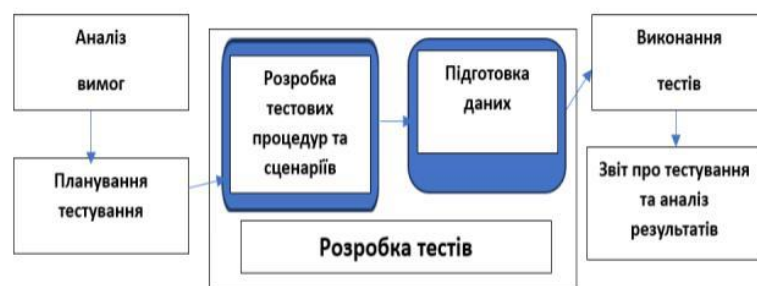 Аналіз
вимог
Планування
тестування
Розробка
тестових
процедур та
сценаріїв
Підготовка
даних
Розробка тестів
Виконання
тестів
Звіт про тестування
та аналіз
результатів